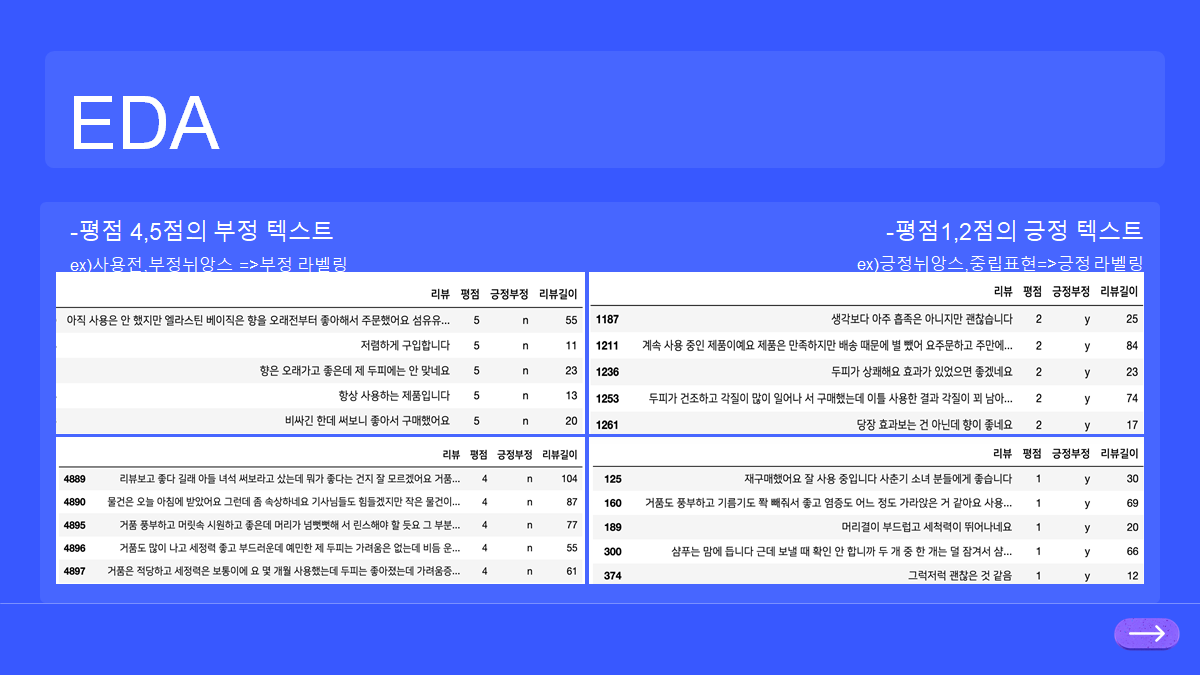 EDA
-평점 4,5점의 부정 텍스트
ex)사용전,부정뉘앙스 =>부정 라벨링
리뷰 평점 긍정부정 리뷰길이
아직 사용은 안 했지만 엘라스틴 베이직은 향을 오래전부터 좋아해서 주문했어요 섬유유... 5 n 55
저렴하게 구입합니다 5 n 11
향은 오래가고 좋은데 제 두피에는 안 맞네요 5 n 23
항상 사용하는 제품입니다 5 n 13
비싸긴 한데 써보니 좋아서 구매했어요 5 n 20
리뷰 평점 긍정부정 리뷰길이
4889 리뷰보고 좋다 길래 아들 녀석 써보라고 샀는데 뭐가 좋다는 건지 잘 모르겠어요 거품... 4 n 104
4890 물건은 오늘 아침에 받았어요 그런데 좀 속상하네요 기사님들도 힘들겠지만 작은 물건이... 4 n 87
4895 거품 풍부하고 머릿속 시원하고 좋은데 머리가 넘뻣뻣해 서 린스해야 할 듯요 그 부분... 4 n 77
4896 거품도 많이 나고 세정력 좋고 부드러운데 예민한 제 두피는 가려움은 없는데 비듬 운... 4 n 55
4897 거품은 적당하고 세정력은 보통이에 요 몇 개월 사용했는데 두피는 좋아졌는데 가려움증... 4 n 61
-평점1,2점의 긍정 텍스트
ex)긍정뉘앙스,중립표현=>긍정라벨링
리뷰 평점 긍정부정 리뷰길이
1187 생각보다 아주 흡족은 아니지만 괜찮습니다 2 y 25
1211 계속 사용 중인 제품이예요 제품은 만족하지만 배송 때문에 별 뺐어 요주문하고 주만에... 2 y 84
1236 두피가 상쾌해요 효과가 있었으면 좋겠네요 2 y 23
1253 두피가 건조하고 각질이 많이 일어나 서 구매했는데 이틀 사용한 결과 각질이 꾀 남아... 2 y 74
1261 당장 효과보는 건 아닌데 향이 좋네요 2 y 17
리뷰 평점 긍정부정 리뷰길이
125 재구매했어요 잘 사용 중입니다 사춘기 소녀 분들에게 좋습니다 1 y 30
160 거품도 풍부하고 기름기도 쫙 빼줘서 좋고 염증도 어느 정도 가라앉은 거 같아요 사용... 1 y 69
189 머리결이 부드럽고 세척력이 뛰어나네요 1 y 20
300 샴푸는 맘에 듭니다 근데 보낼 때 확인 안 합니까 두 개 중 한 개는 덜 잠겨서 샴... 1 y 66
374 그럭저럭 괜찮은 것 같음 1 y 12